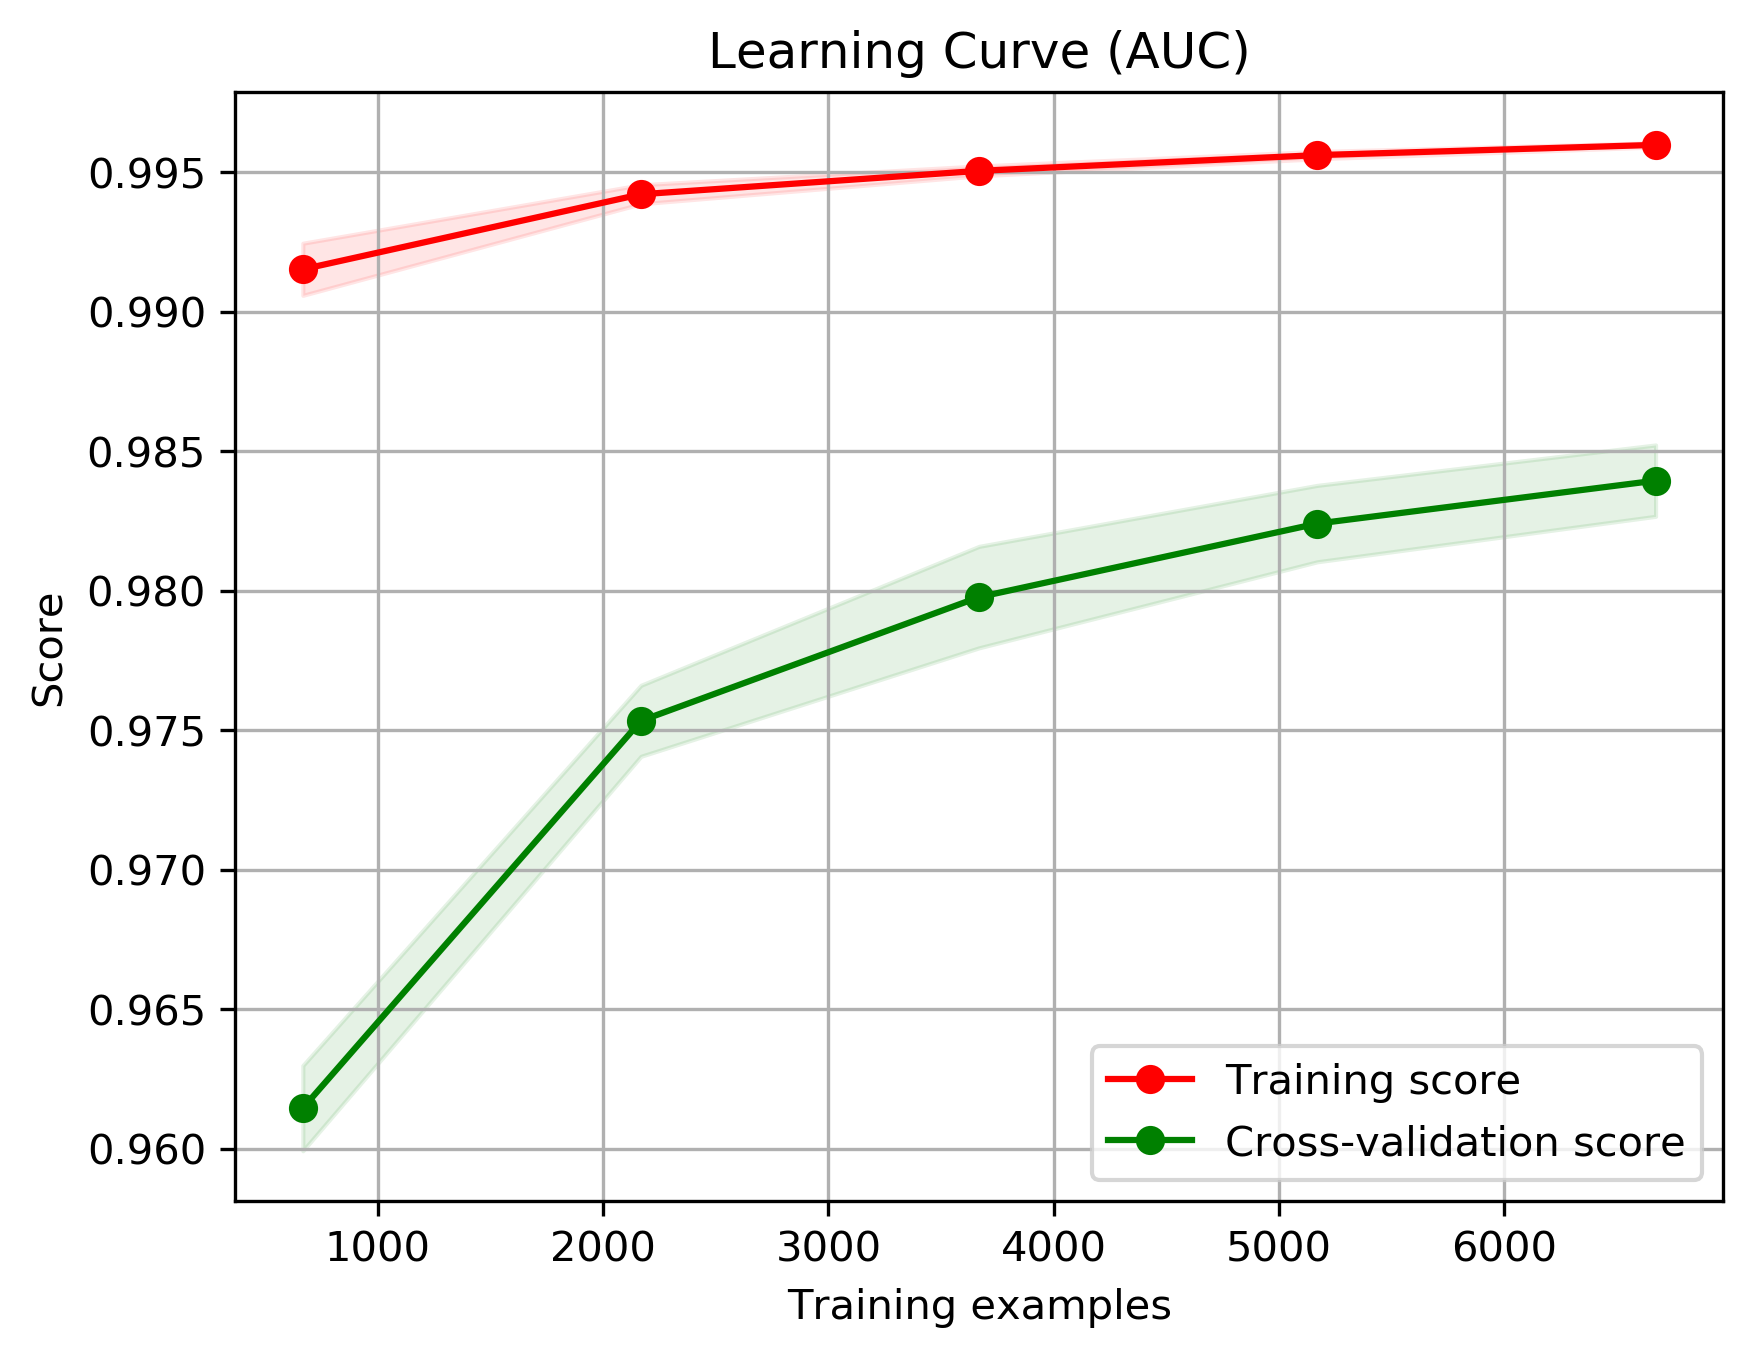 Learning Curve (AUC)
0.995
0.990
0.985
0.980
0.975
0.970
0.965
0.960
Score
Training score
Cross-validation score
1000 2000 3000 4000 5000 6000
Training examples